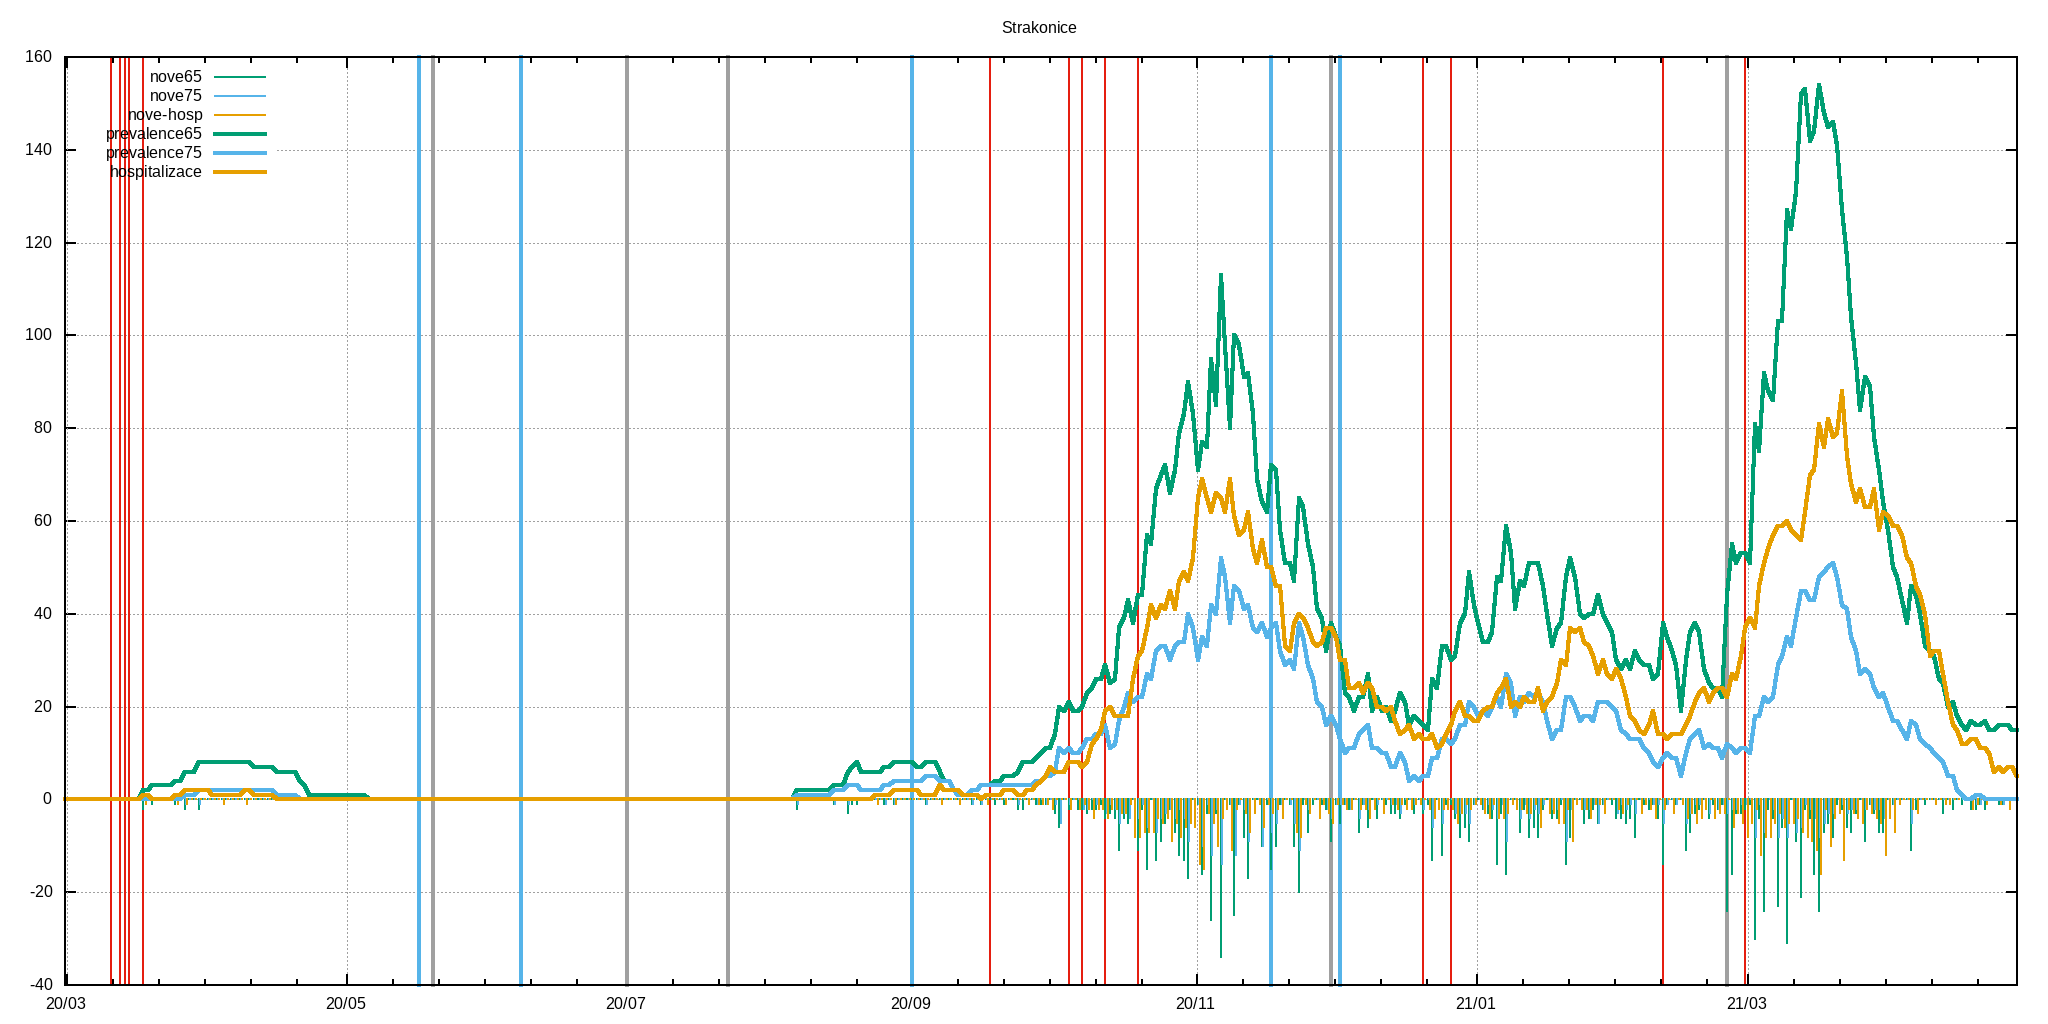 Strakonice
160
140
120
100
80
60
40
20
0
-20
-40
nove65
nove75
nove-hosp
prevalence65
prevalence75
hospitalizace
20/03 20/05 20/07 20/09 20/11 21/01 21/03